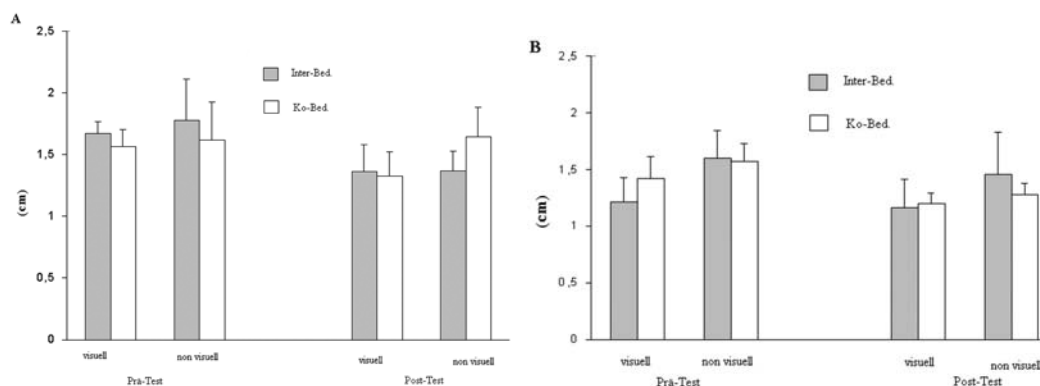 A
2,5
2
1,5
1
0,5
0
(cm)
Inter-Bed.
Ko-Bed.
visuell non visuell visuell non visuell
Prä-Test Post-Test
B
2,5
2
1,5
1
0,5
0
(cm)
Inter-Bed.
Ko-Bed.
visuell non visuell visuell non visuell
Prä-Test Post-Test